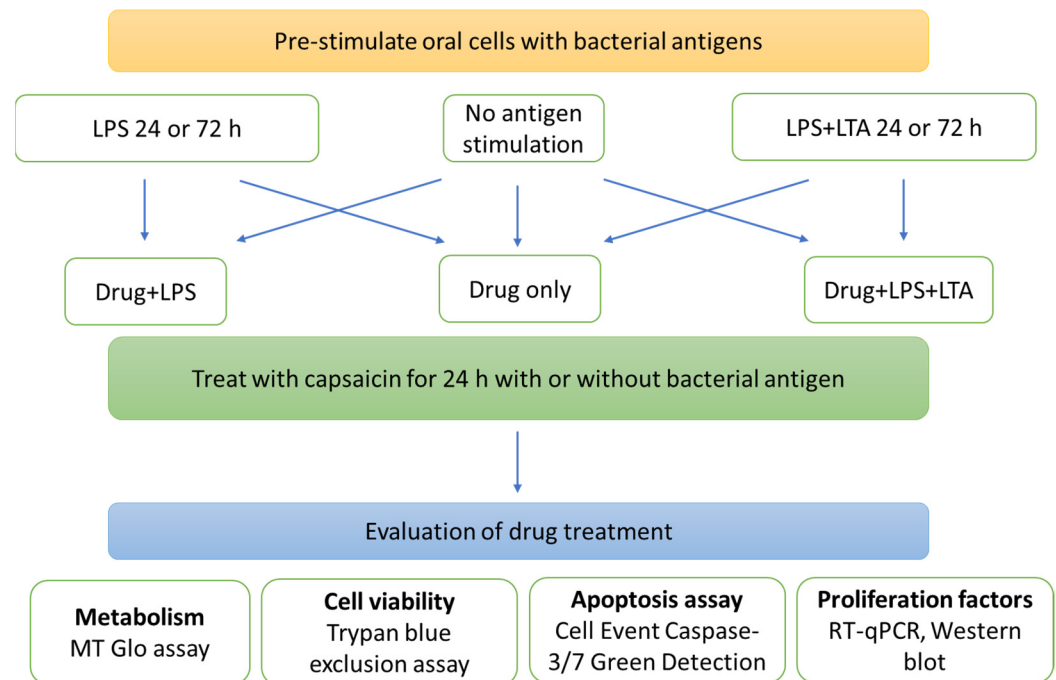 Pre-stimulate oral cells with bacterial antigens
LPS 24 or 72 h
No antigen
stimulation
LPS+LTA 24 or 72 h
Drug+LPS
Drug only
Drug+LPS+LTA
Treat with capsaicin for 24 h with or without bacterial antigen
Evaluation of drug treatment
Metabolism
MT Glo assay
Cell viability
Trypan blue
exclusion assay
Apoptosis assay
Cell Event Caspase-
3/7 Green Detection
Proliferation factors
RT-qPCR, Western
blot